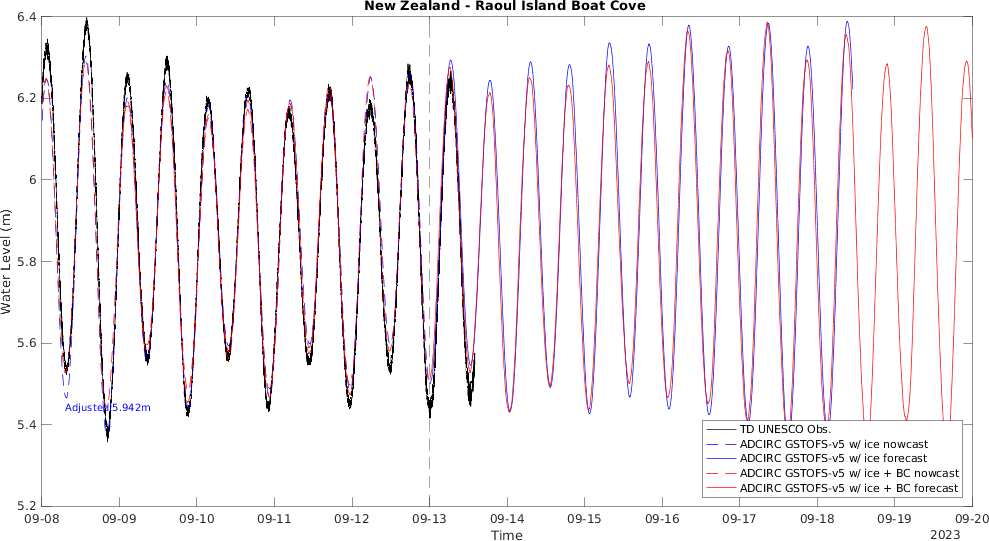 New Zealand - Raoul Island Boat Cove
6.4
6.2
6
5.8
5.6
5.4
5.2
Water Level (m)
Adjusted 5.942m
TD UNESCO Obs.
ADCIRC GSTOFS-v5 w/ ice nowcast
ADCIRC GSTOFS-v5 w/ ice forecast
ADCIRC GSTOFS-v5 w/ ice + BC nowcast
ADCIRC GSTOFS-v5 w/ ice + BC forecast
09-08 09-09 09-10 09-11 09-12 09-13 09-14 09-15 09-16 09-17 09-18 09-19 09-20
Time
2023